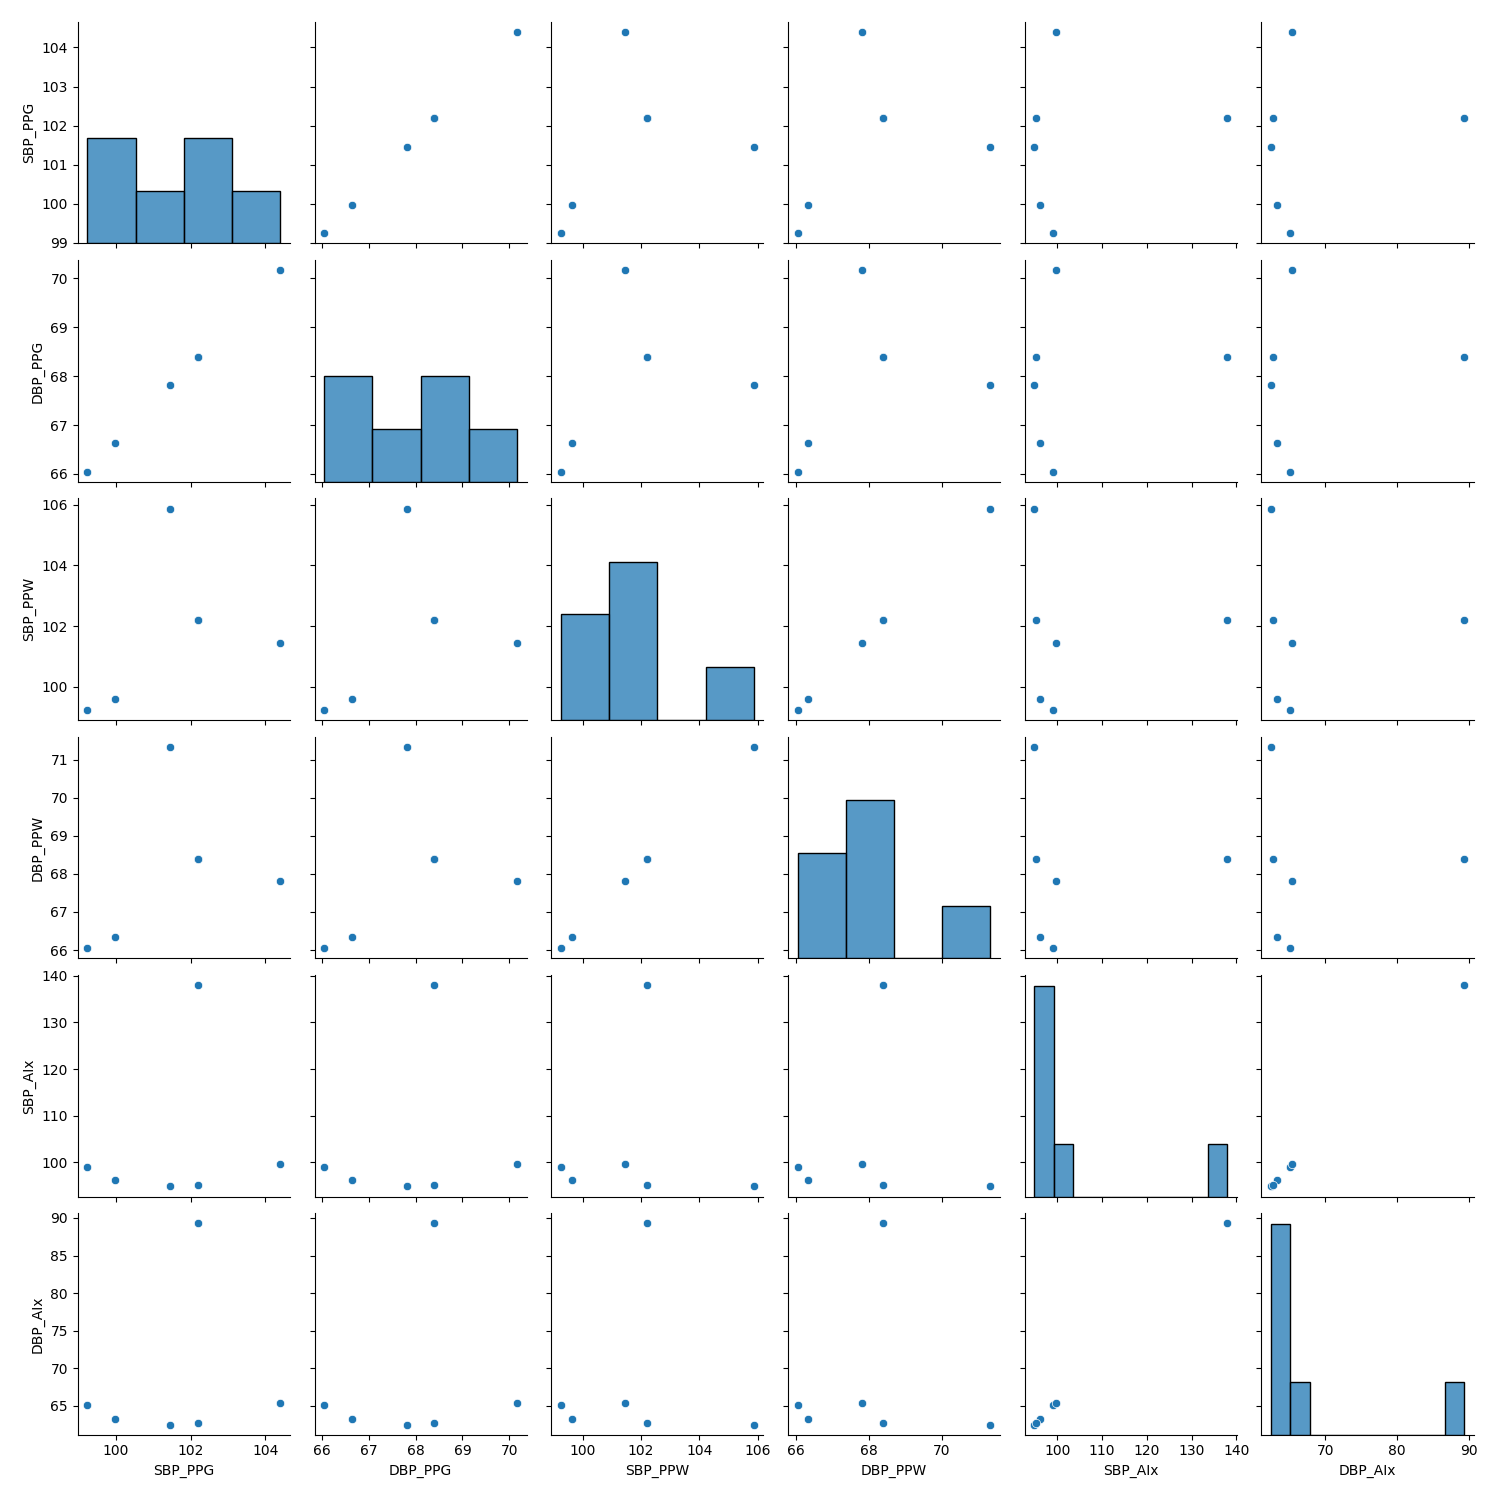 104
103
102
101
100
99
SBP_PPG
70
69
68
67
66
DBP_PPG
106
104
102
100
SBP_PPW
71
70
69
68
67
66
DBP_PPW
140
130
120
110
100
SBP_AIx
90
85
80
75
70
65
DBP_AIx
100 102 104
66 67 68 69 70
100 102 104 106
66 68 70
100 110 120 130 140
70 80 90
SBP_PPG DBP_PPG SBP_PPW DBP_PPW SBP_AIx DBP_AIx